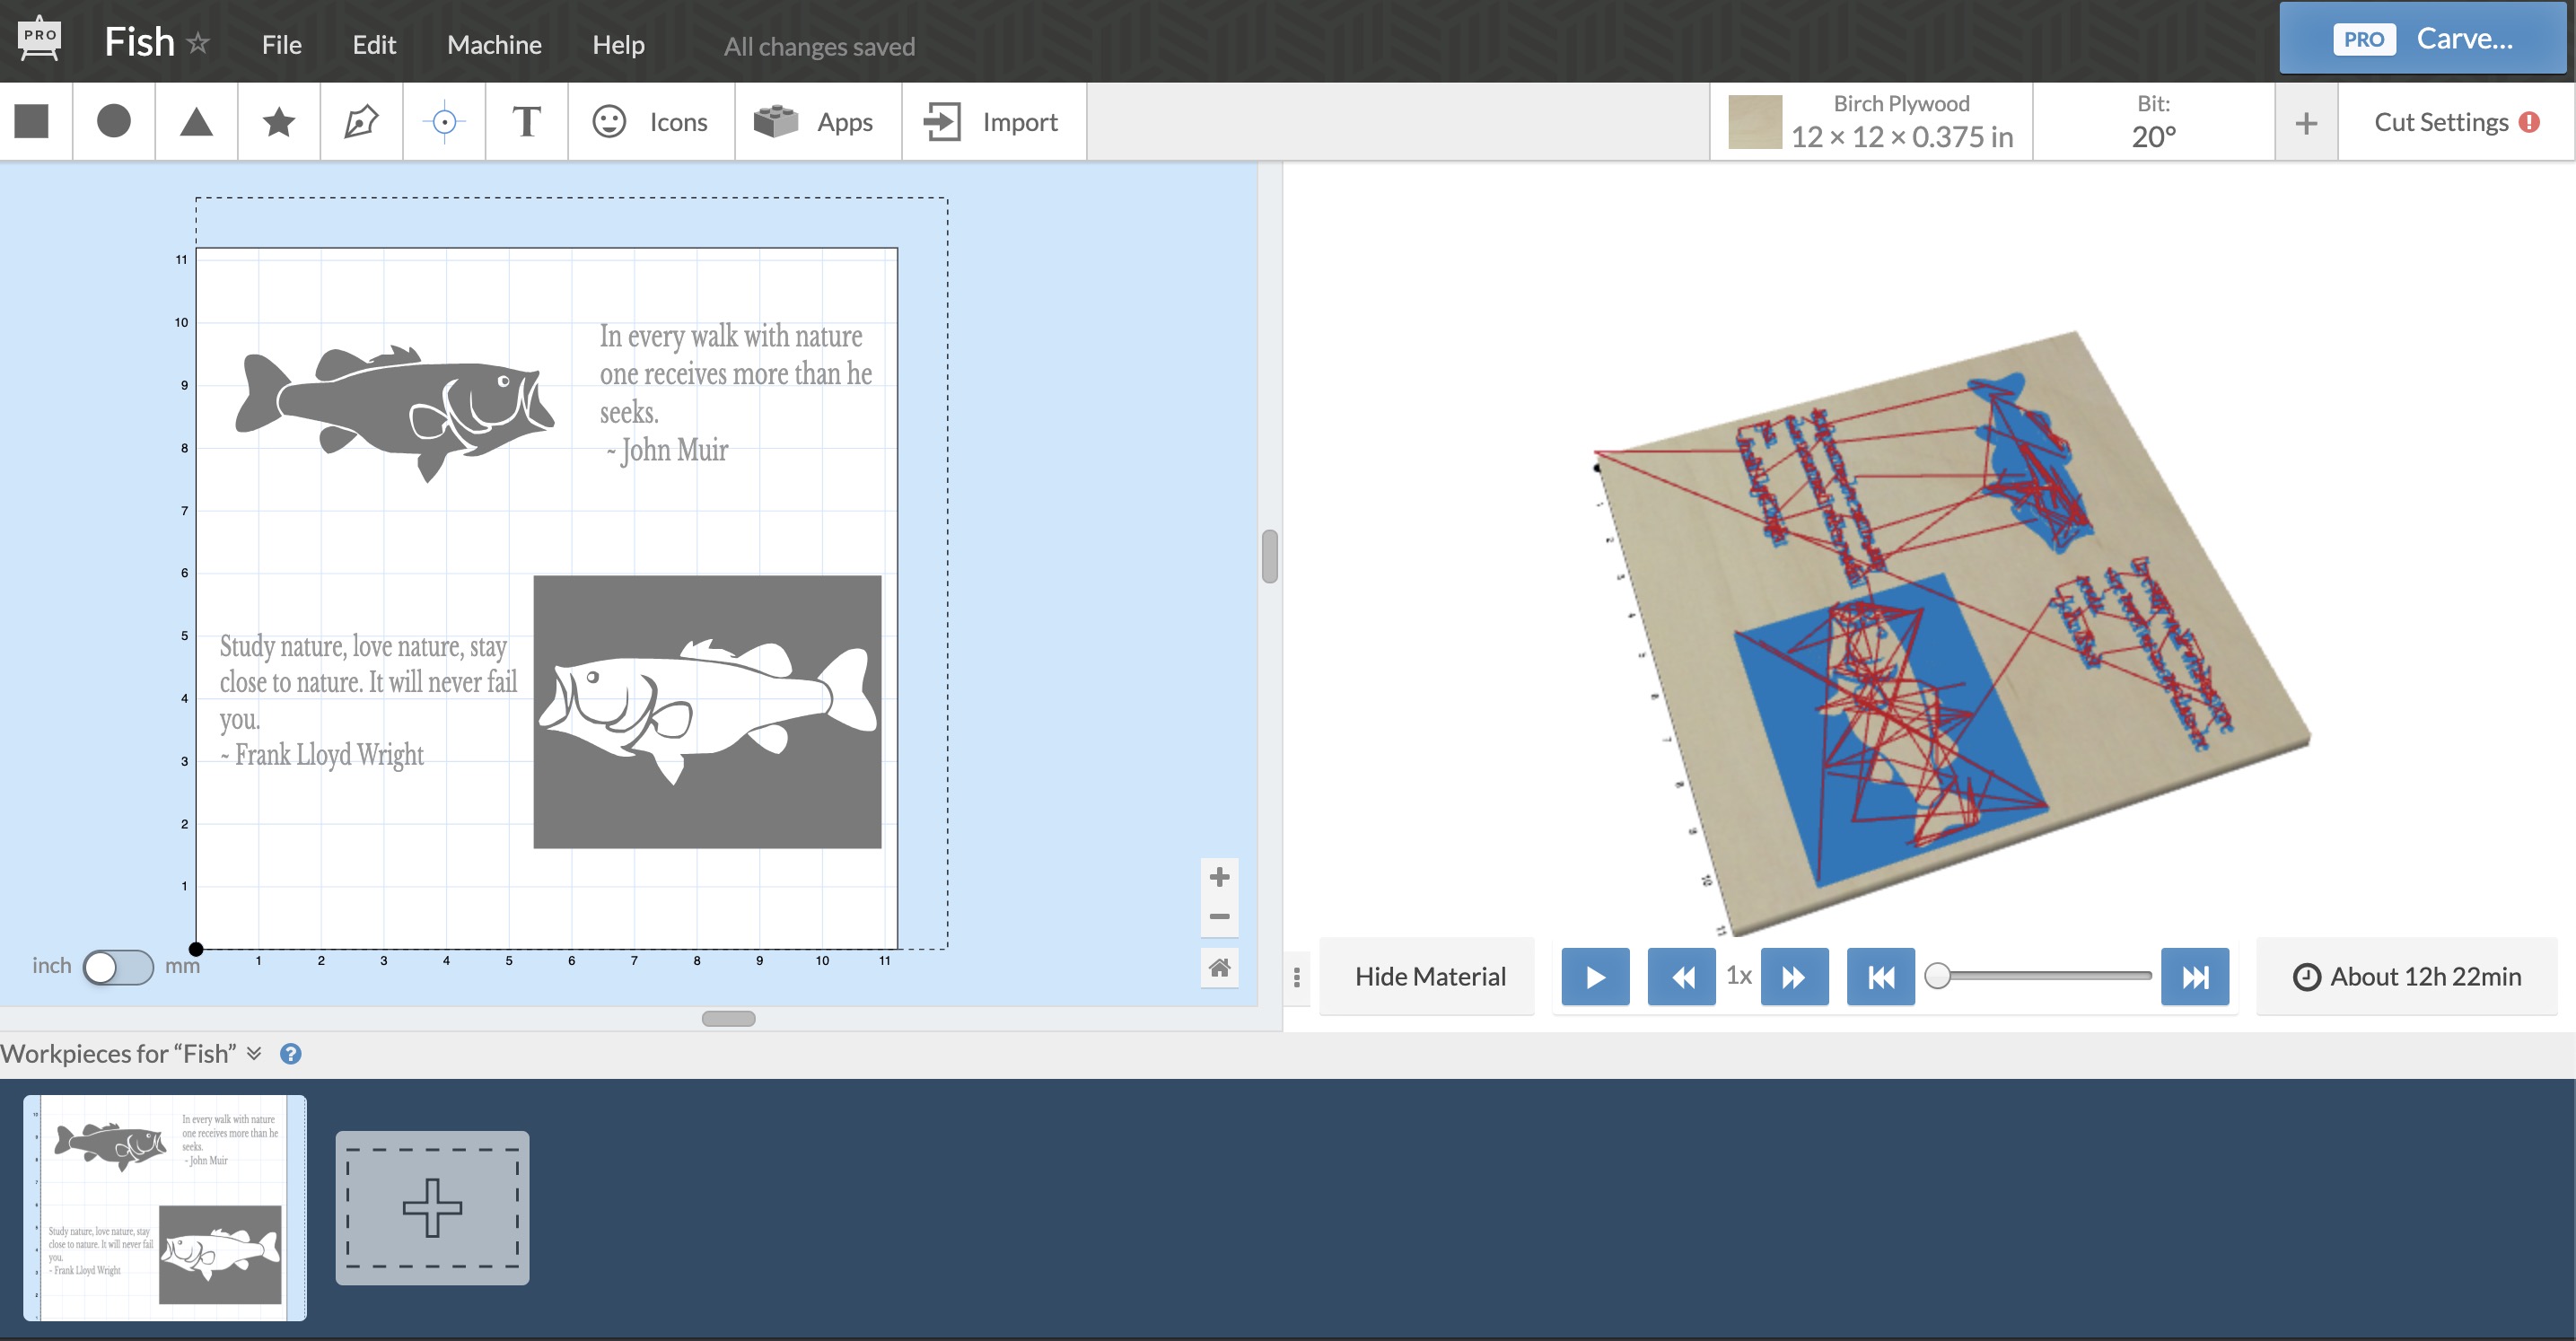 PRO
Fish
File
Edit
Machine
Help
All changes saved
PRO Carve...
T
Icons
Apps
Import
Birch Plywood
12 × 12 × 0.375 in
Bit:
20°
+
Cut Settings
11
10
9
8
7
6
5
4
3
2
1
1 2 3 4 5 6 7 8 9 10 11
In every walk with nature
one receives more than he
seeks.
~ John Muir
Study nature, love nature, stay
close to nature. It will never fail
you.
~ Frank Lloyd Wright
inch
mm
Hide Material
1x
About 12h 22min
Workpieces for “Fish”
?
In every walk with nature
one receives more than he
seeks.
~ John Muir
Study nature, love nature, stay
close to nature. It will never fail
you.
~ Frank Lloyd Wright